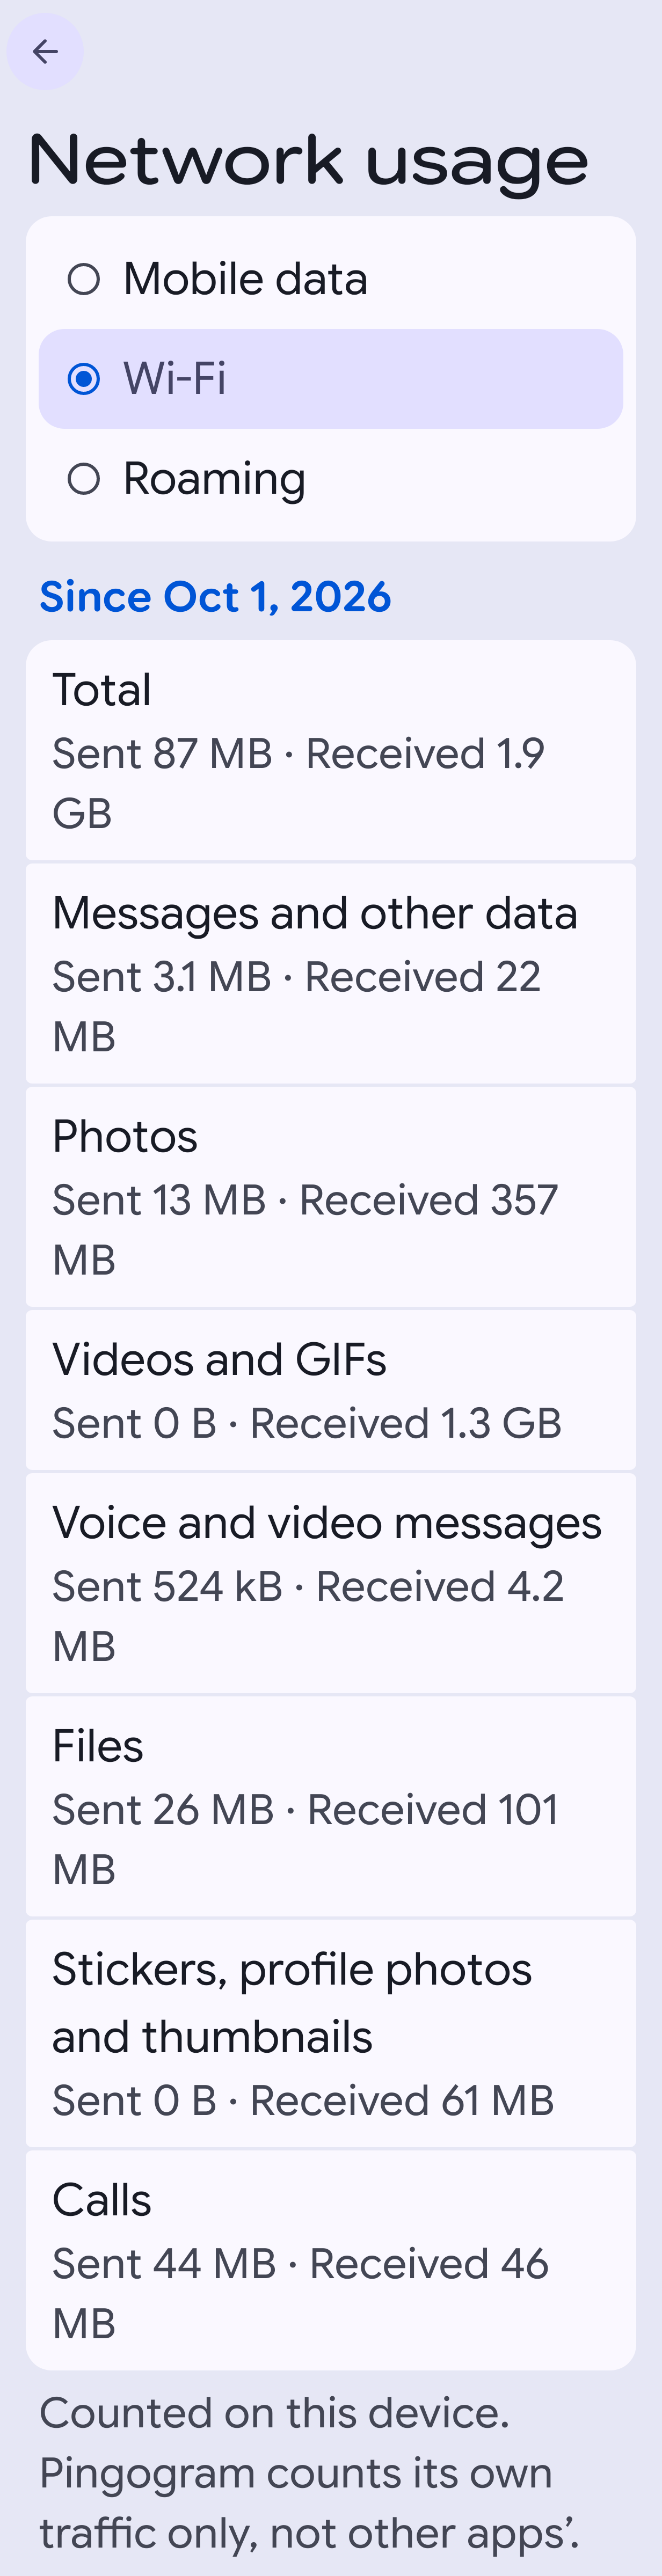 Network usage
Mobile data
Wi-Fi
Roaming
Since Oct 1, 2026
Total
Sent 87 MB · Received 1.9
GB
Messages and other data
Sent 3.1 MB · Received 22
MB
Photos
Sent 13 MB · Received 357
MB
Videos and GIFs
Sent 0 B · Received 1.3 GB
Voice and video messages
Sent 524 kB · Received 4.2
MB
Files
Sent 26 MB · Received 101
MB
Stickers, profile photos
and thumbnails
Sent 0 B · Received 61 MB
Calls
Sent 44 MB · Received 46
MB
Counted on this device.
Pingogram counts its own
traffic only, not other apps’.